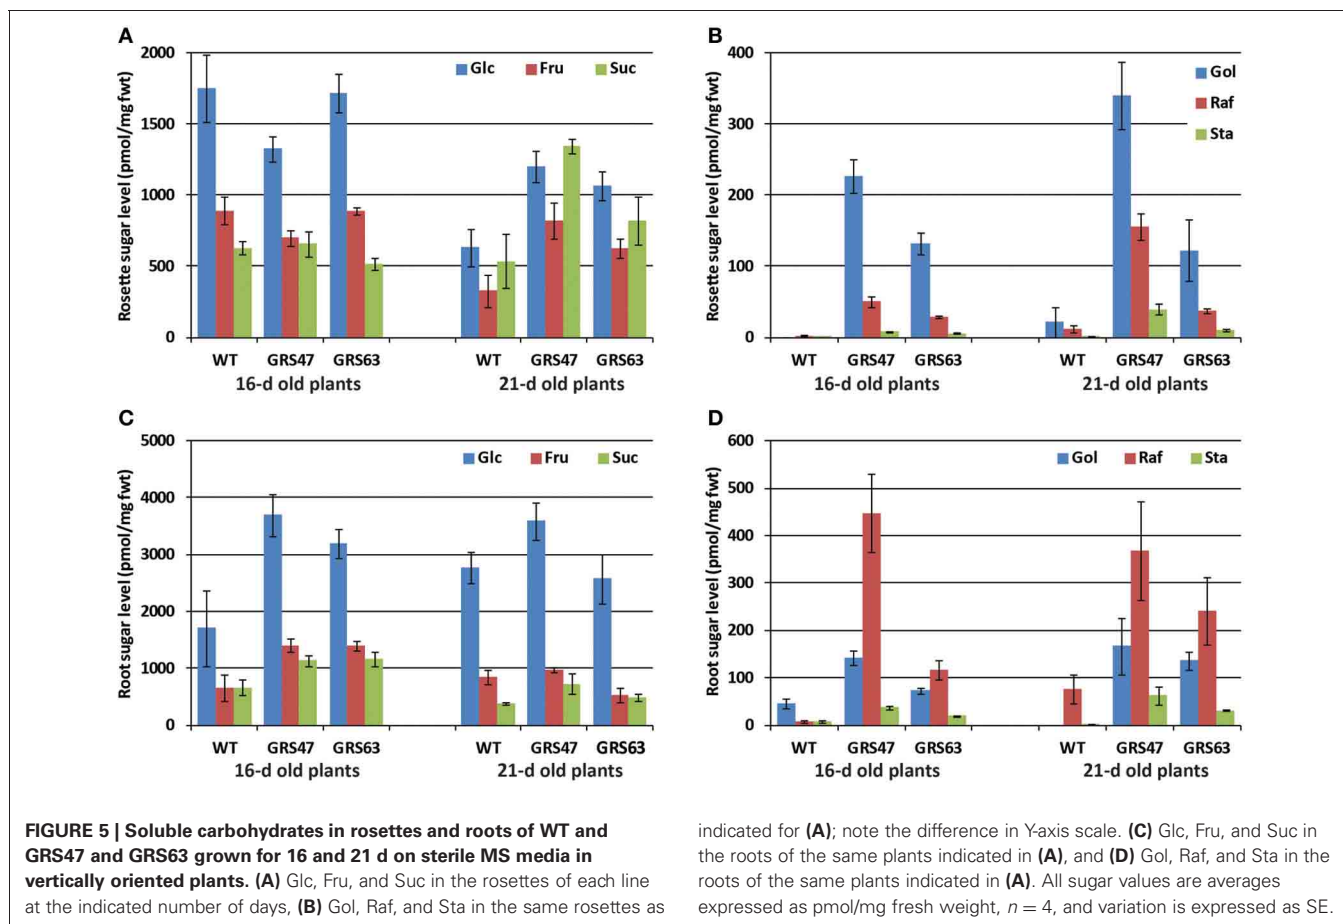 A
Rosette sugar level (pmol/mg fwt)
2000
1500
1000
500
0
Glc Fru Suc
WT GRS47 GRS63 WT GRS47 GRS63
16-d old plants 21-d old plants
B
Rosette sugar level (pmol/mg fwt)
400
300
200
100
0
Gol
Raf
Sta
WT GRS47 GRS63 WT GRS47 GRS63
16-d old plants 21-d old plants
C
Root sugar level (pmol/mg fwt)
5000
4000
3000
2000
1000
0
Glc Fru Suc
WT GRS47 GRS63 WT GRS47 GRS63
16-d old plants 21-d old plants
D
Root sugar level (pmol/mg fwt)
600
500
400
300
200
100
0
Gol Raf Sta
WT GRS47 GRS63 WT GRS47 GRS63
16-d old plants 21-d old plants
FIGURE 5 | Soluble carbohydrates in rosettes and roots of WT and
GRS47 and GRS63 grown for 16 and 21 d on sterile MS media in
vertically oriented plants. (A) Glc, Fru, and Suc in the rosettes of each line
at the indicated number of days, (B) Gol, Raf, and Sta in the same rosettes as
indicated for (A); note the difference in Y-axis scale. (C) Glc, Fru, and Suc in
the roots of the same plants indicated in (A), and (D) Gol, Raf, and Sta in the
roots of the same plants indicated in (A). All sugar values are averages
expressed as pmol/mg fresh weight, n = 4, and variation is expressed as SE.